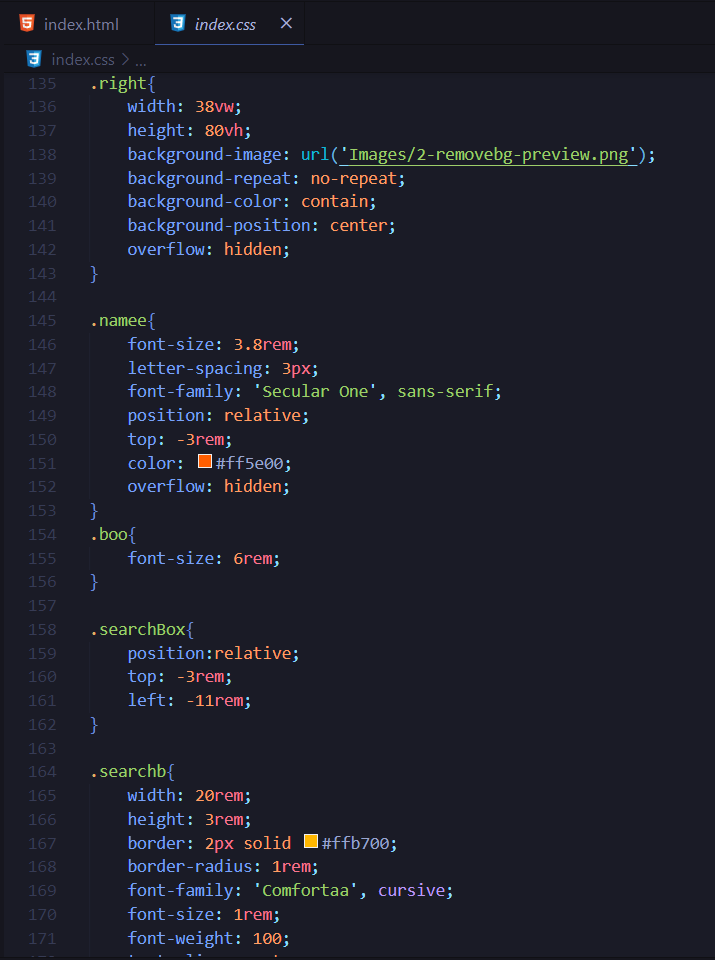 index.html
index.css
index.css > ...
135 .right{
136 width: 38vw;
137 height: 80vh;
138 background-image: url('Images/2-removebg-preview.png');
139 background-repeat: no-repeat;
140 background-color: contain;
141 background-position: center;
142 overflow: hidden;
143 }
144
145 .namee{
146 font-size: 3.8rem;
147 letter-spacing: 3px;
148 font-family: 'Secular One', sans-serif;
149 position: relative;
150 top: -3rem;
151 color: #ff5e00;
152 overflow: hidden;
153 }
154 .boo{
155 font-size: 6rem;
156 }
157
158 .searchBox{
159 position:relative;
160 top: -3rem;
161 left: -11rem;
162 }
163
164 .searchb{
165 width: 20rem;
166 height: 3rem;
167 border: 2px solid #ffb700;
168 border-radius: 1rem;
169 font-family: 'Comfortaa', cursive;
170 font-size: 1rem;
171 font-weight: 100;